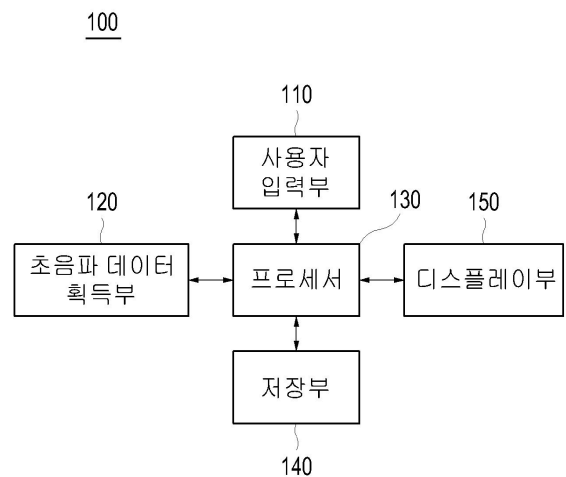 100
110
사용자
입력부
120
초음파 데이터
획득부
130
프로세서
150
디스플레이부
저장부
140